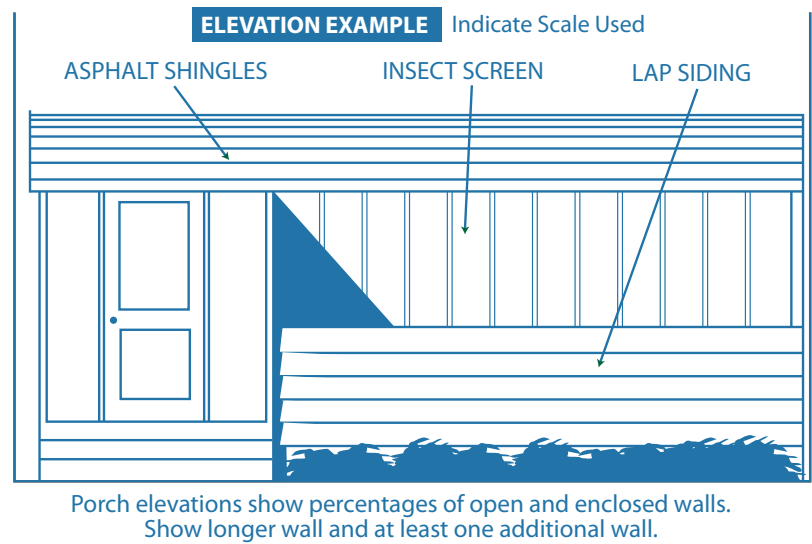 ELEVATION EXAMPLE Indicate Scale Used
ASPHALT SHINGLES INSECT SCREEN LAP SIDING
Porch elevations show percentages of open and enclosed walls.
Show longer wall and at least one additional wall.